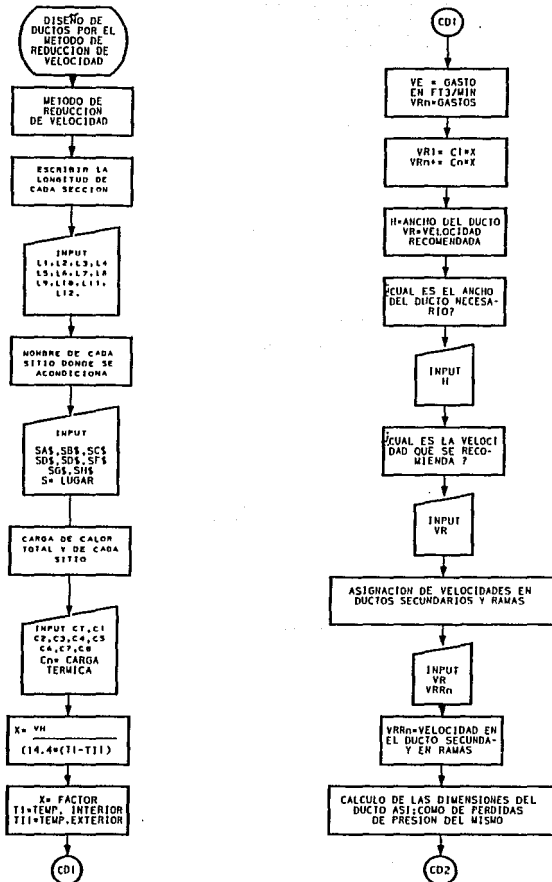 DISEÑO DE
DUCTOS POR EL
METODO DE
REDUCCION DE
VELOCIDAD
METODO DE
REDUCCION
DE VELOCIDAD
ESCRIBIR LA
LONGITUD DE
CADA SECCION
INPUT
L1,L2,L3,L4
L5,L6,L7,L8
L9,L10,L11,
L12.
NOMBRE DE CADA
SITIO DONDE SE
ACONDICIONA
INPUT
SA$,SB$,SC$
SD$,SD$,SF$
SG$,SH$
S= LUGAR
CARGA DE CALOR
TOTAL Y DE CADA
SITIO
INPUT CT,C1
C2,C3,C4,C5
C6,C7,C8
Cn= CARGA
TERMICA
X= VH
(14.4*(TI-TII)
X= FACTOR
TI=TEMP. INTERIOR
TII=TEMP.EXTERIOR
CD1
CD1
VE = GASTO
EN FT3/MIN
VRn=GASTOS
VR1= C1*X
VRn+= Cn*X
H=ANCHO DEL DUCTO
VR=VELOCIDAD
RECOMENDADA
¿CUAL ES EL ANCHO
DEL DUCTO NECESA-
RIO?
INPUT
H
¿CUAL ES LA VELOCI
DAD QUE SE RECO-
MIENDA ?
INPUT
VR
ASIGNACION DE VELOCIDADES EN
DUCTOS SECUNDARIOS Y RAMAS
INPUT
VR
VRRn
VRRn=VELOCIDAD EN
EL DUCTO SECUNDA-
Y EN RAMAS
CALCULO DE LAS DIMENSIONES DEL
DUCTO ASI;COMO DE PERDIDAS
DE PRESION DEL MISMO
CD2